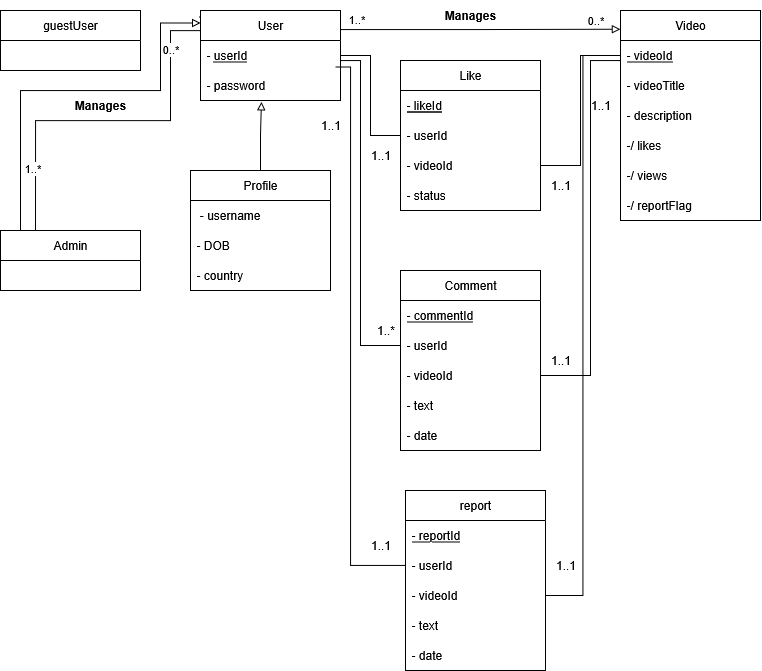 guestUser
User
- userId
- password
1..*
Manages
0..*
Video
- videoId
- videoTitle
- description
-/ likes
-/ views
-/ reportFlag
0..*
Manages
1..*
Admin
Profile
- username
- DOB
- country
Like
- likeId
- userId
- videoId
- status
1..1
1..1
1..1
1..1
Comment
- commentId
- userId
- videoId
- text
- date
1..*
1..1
report
- reportId
- userId
- videoId
- text
- date
1..1
1..1